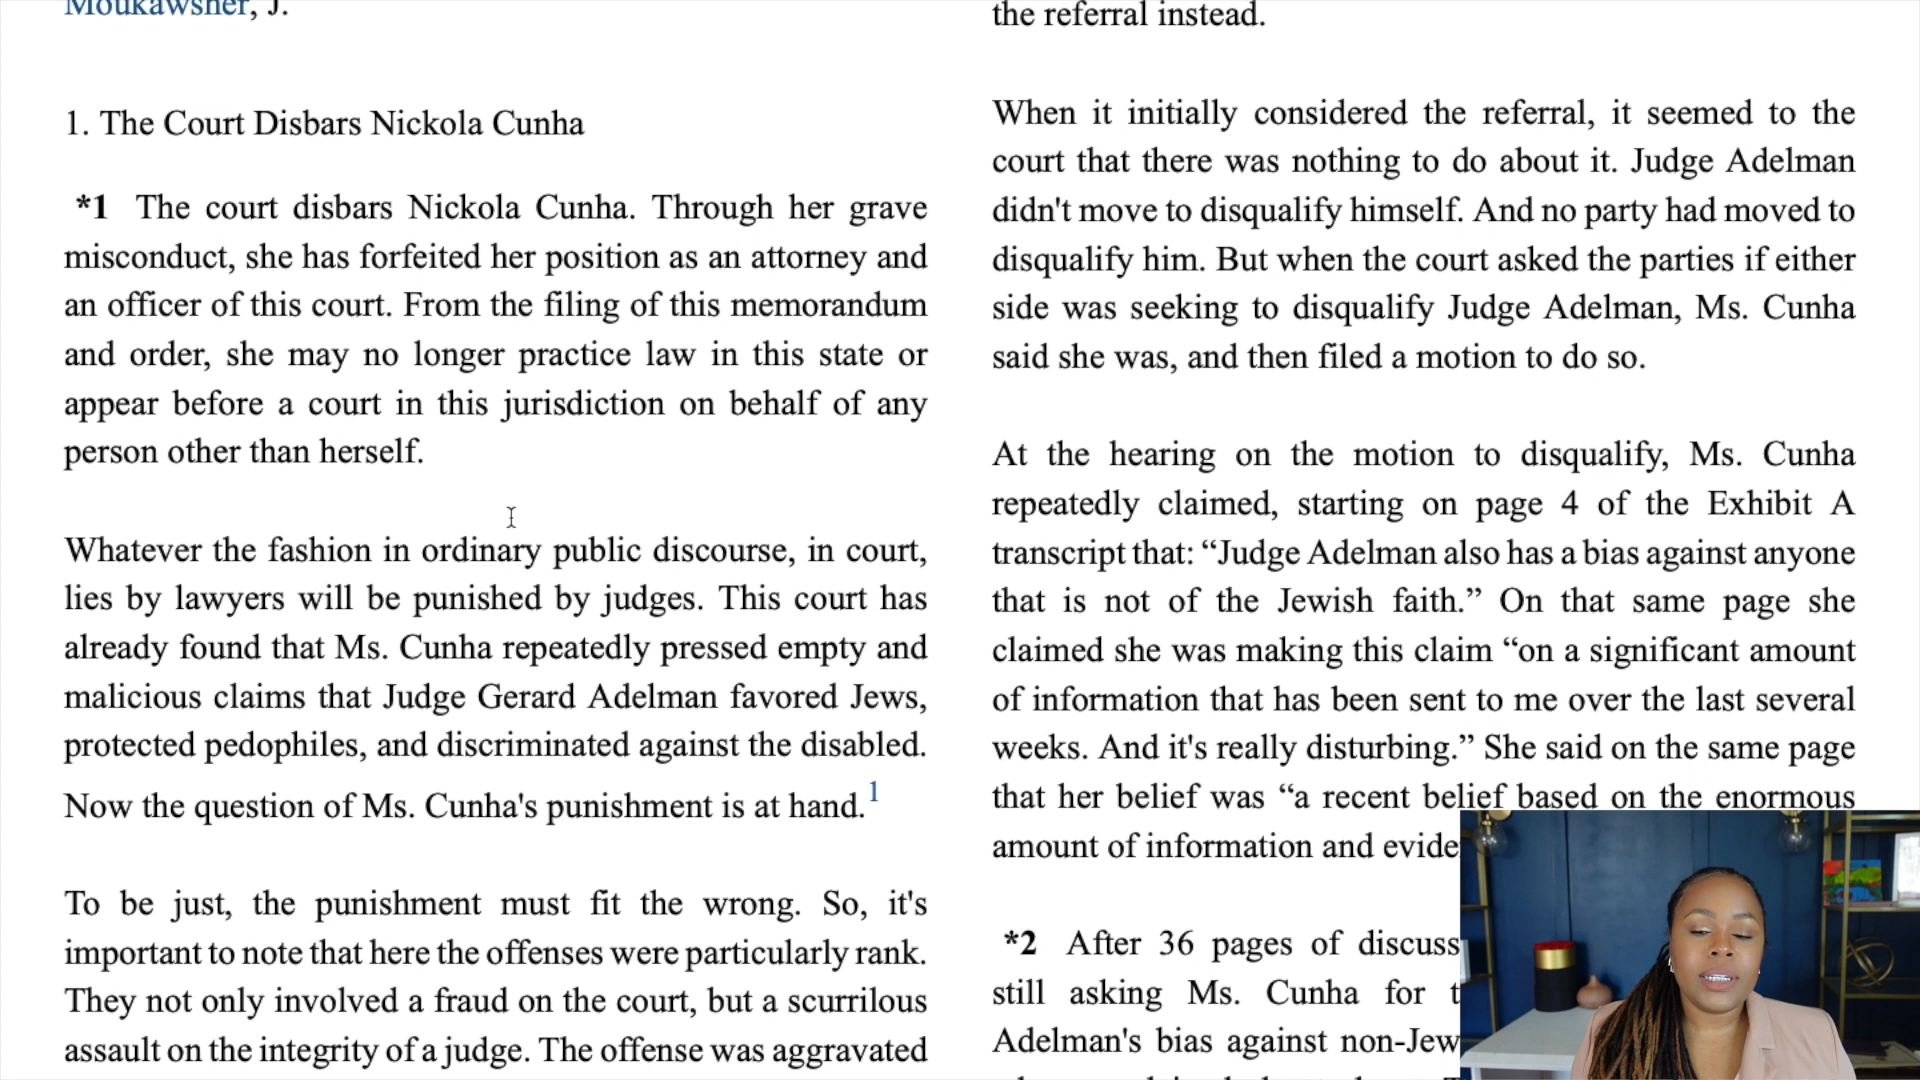 Moukawsher, J.
1. The Court Disbars Nickola Cunha
*1 The court disbars Nickola Cunha. Through her grave
misconduct, she has forfeited her position as an attorney and
an officer of this court. From the filing of this memorandum
and order, she may no longer practice law in this state or
appear before a court in this jurisdiction on behalf of any
person other than herself.
Whatever the fashion in ordinary public discourse, in court,
lies by lawyers will be punished by judges. This court has
already found that Ms. Cunha repeatedly pressed empty and
malicious claims that Judge Gerard Adelman favored Jews,
protected pedophiles, and discriminated against the disabled.
Now the question of Ms. Cunha's punishment is at hand.1
To be just, the punishment must fit the wrong. So, it's
important to note that here the offenses were particularly rank.
They not only involved a fraud on the court, but a scurrilous
assault on the integrity of a judge. The offense was aggravated
the referral instead.
When it initially considered the referral, it seemed to the
court that there was nothing to do about it. Judge Adelman
didn't move to disqualify himself. And no party had moved to
disqualify him. But when the court asked the parties if either
side was seeking to disqualify Judge Adelman, Ms. Cunha
said she was, and then filed a motion to do so.
At the hearing on the motion to disqualify, Ms. Cunha
repeatedly claimed, starting on page 4 of the Exhibit A
transcript that: “Judge Adelman also has a bias against anyone
that is not of the Jewish faith.” On that same page she
claimed she was making this claim “on a significant amount
of information that has been sent to me over the last several
weeks. And it's really disturbing.” She said on the same page
that her belief was “a recent belief based on the enormous
amount of information and evide
*2 After 36 pages of discuss
still asking Ms. Cunha for t
Adelman's bias against non-Jew